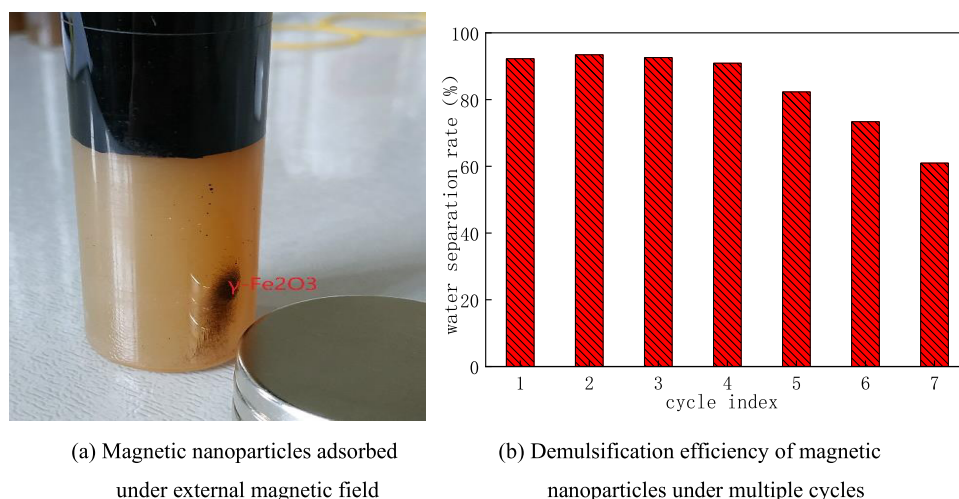 γ-Fe2O3
water separation rate (%)
100
80
60
40
20
0
1 2 3 4 5 6 7
cycle index
(a) Magnetic nanoparticles adsorbed
under external magnetic field
(b) Demulsification efficiency of magnetic
nanoparticles under multiple cycles